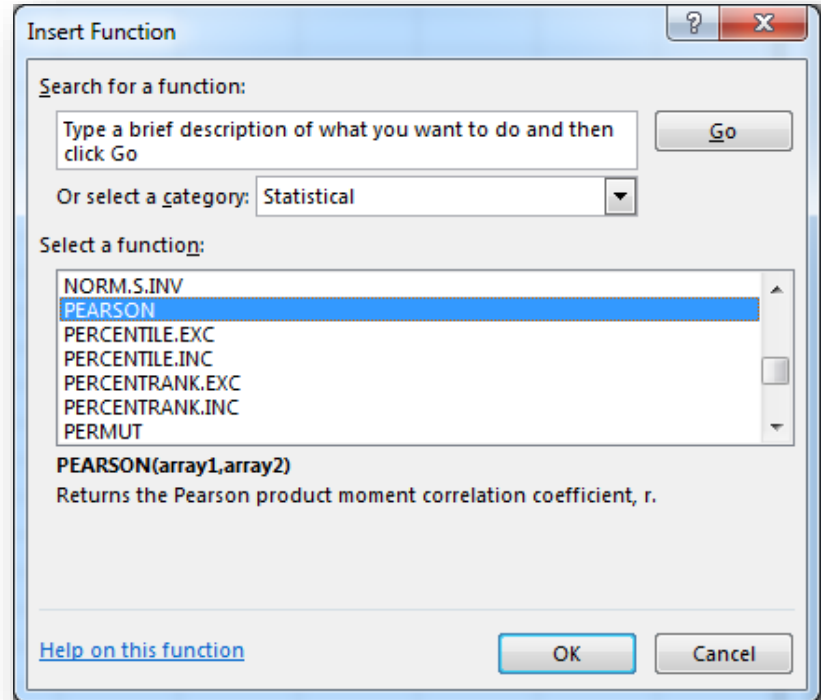 Insert Function
?
X
Search for a function:
Type a brief description of what you want to do and then
click Go
Go
Or select a category: Statistical
Select a function:
NORM.S.INV
PEARSON
PERCENTILE.EXC
PERCENTILE.INC
PERCENTRANK.EXC
PERCENTRANK.INC
PERMUT
PEARSON(array1,array2)
Returns the Pearson product moment correlation coefficient, r.
Help on this function
OK
Cancel